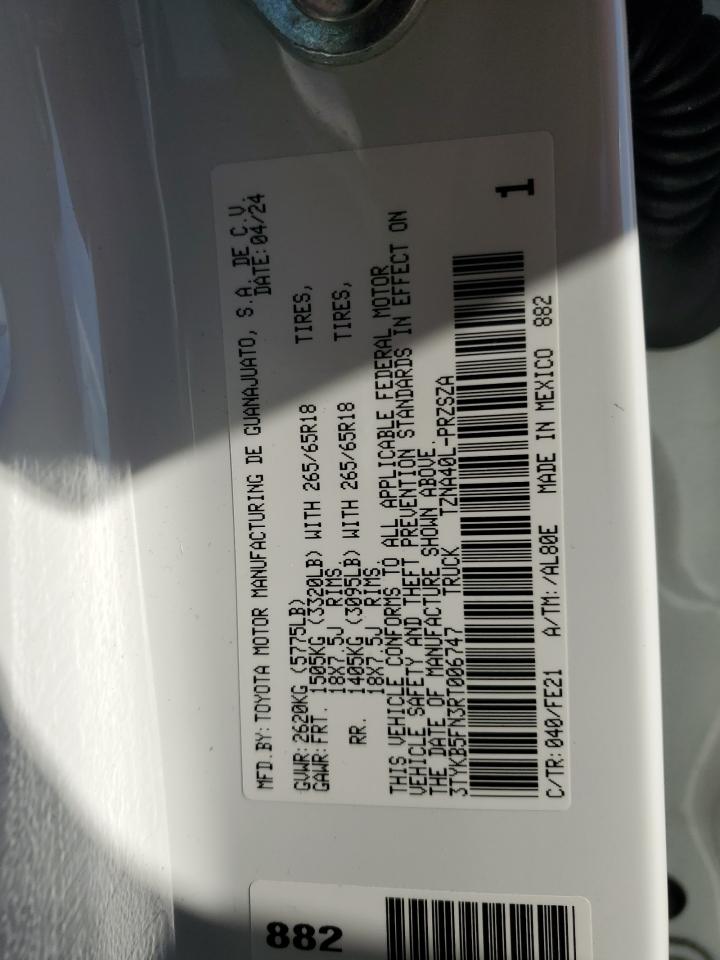 MFD.BY: TOYOTA MOTOR MANUFACTURING DE GUANAJUATO, S.A. DE C.V.
DATE: 04/24
GVWR: 2620KG (5775LB)
GAWR: FRT. 1505KG (3320LB) WITH 265/65R18 TIRES,
18X7.5J RIMS.
RR. 1405KG (3095LB) WITH 265/65R18 TIRES,
18X7.5J RIMS.
THIS VEHICLE CONFORMS TO ALL APPLICABLE FEDERAL MOTOR
VEHICLE SAFETY AND THEFT PREVENTION STANDARDS IN EFFECT ON
THE DATE OF MANUFACTURE SHOWN ABOVE.
3TYKB5FN3RT006747 TRUCK TZNA40L-PRZSZA
C/TR: 040/FE21 A/TM: /AL80E MADE IN MEXICO 882
1
882